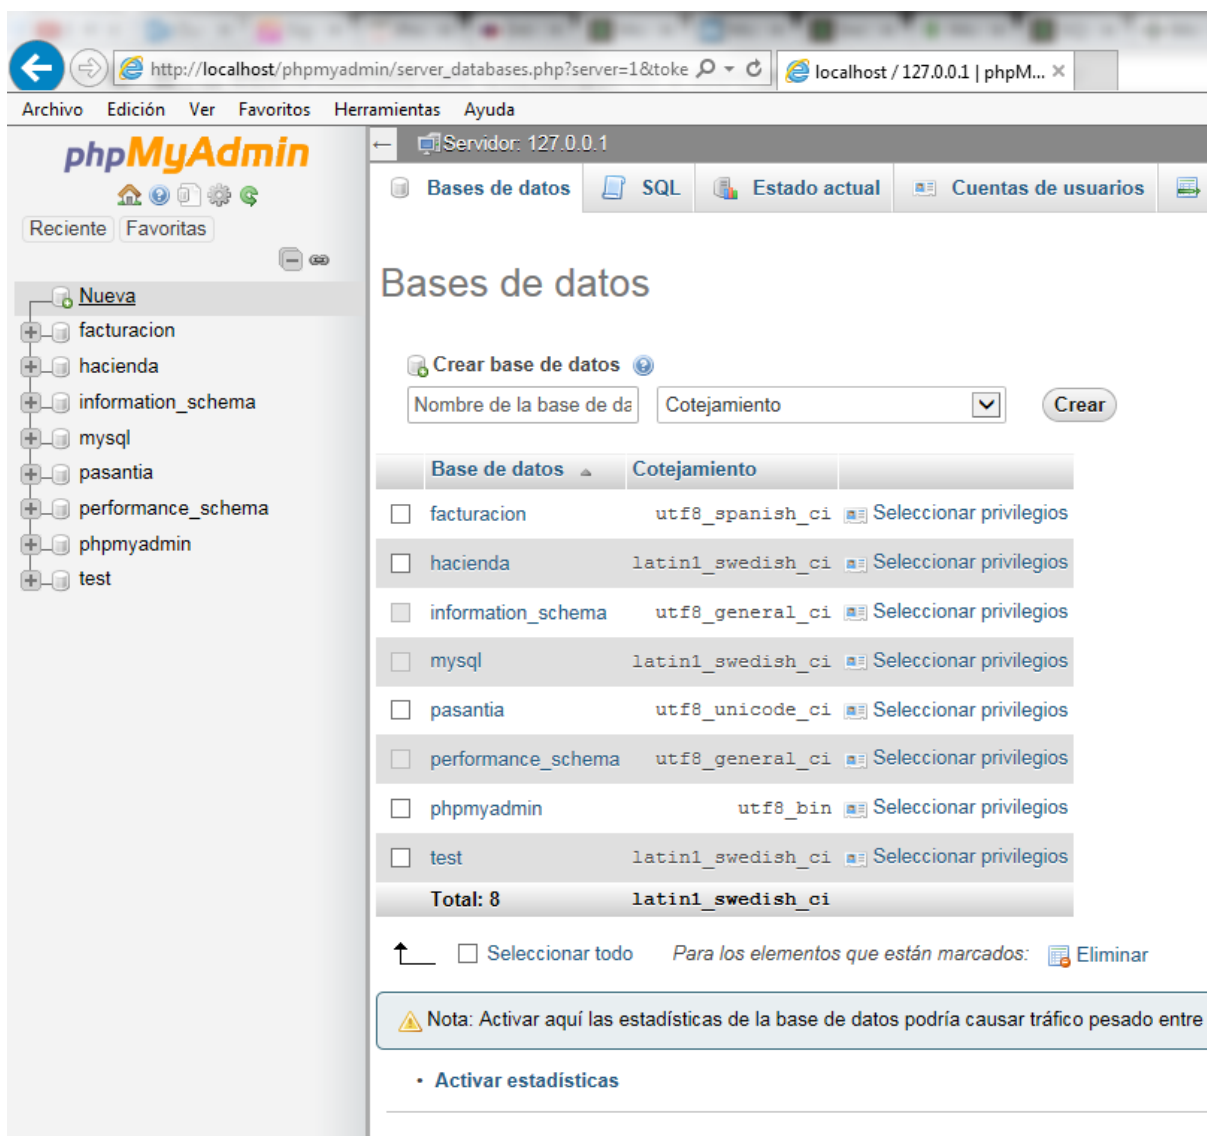 http://localhost/phpmyadmin/server_databases.php?server=1&toke
localhost / 127.0.0.1 | phpM...
Archivo Edición Ver Favoritos Herramientas Ayuda
phpMyAdmin
Reciente Favoritas
Nueva
facturacion
hacienda
information_schema
mysql
pasantia
performance_schema
phpmyadmin
test
Servidor: 127.0.0.1
Bases de datos SQL Estado actual Cuentas de usuarios
Bases de datos
Crear base de datos
Nombre de la base de da Cotejamiento Crear
Base de datos Cotejamiento
facturacion utf8_spanish_ci Seleccionar privilegios
hacienda latin1_swedish_ci Seleccionar privilegios
information_schema utf8_general_ci Seleccionar privilegios
mysql latin1_swedish_ci Seleccionar privilegios
pasantia utf8_unicode_ci Seleccionar privilegios
performance_schema utf8_general_ci Seleccionar privilegios
phpmyadmin utf8_bin Seleccionar privilegios
test latin1_swedish_ci Seleccionar privilegios
Total: 8 latin1_swedish_ci
Seleccionar todo Para los elementos que están marcados: Eliminar
Nota: Activar aquí las estadísticas de la base de datos podría causar tráfico pesado entre
• Activar estadísticas